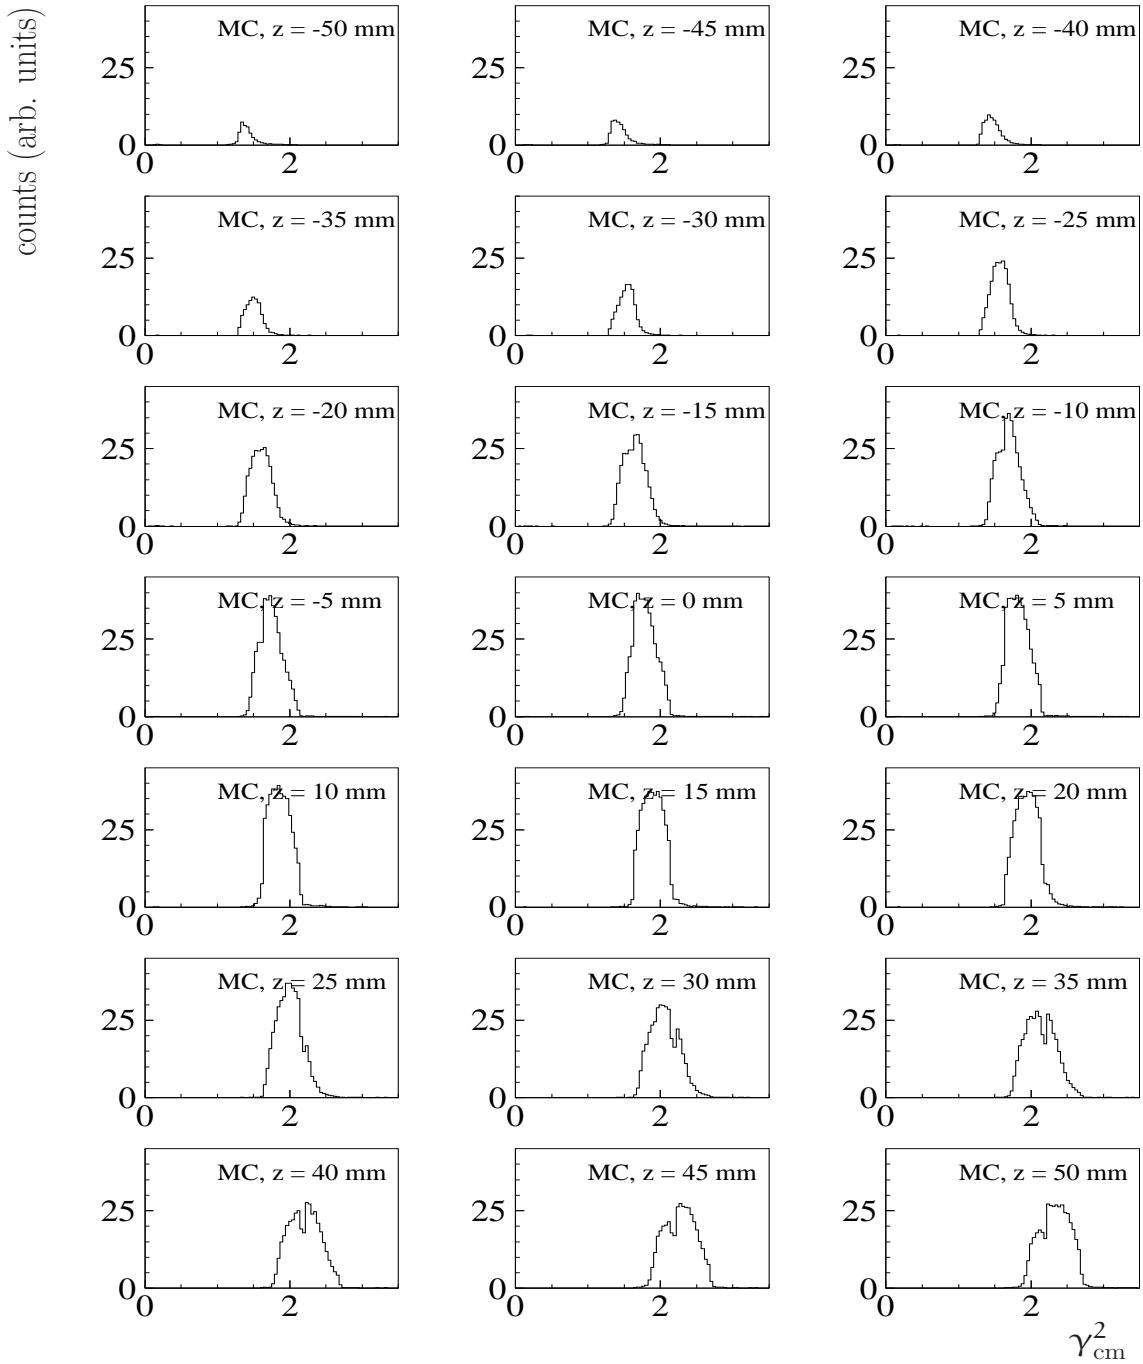 counts (arb. units)
MC, z = -50 mm
25
0
0 2
MC, z = -45 mm
25
0
0 2
MC, z = -40 mm
25
0
0 2
MC, z = -35 mm
25
0
0 2
MC, z = -30 mm
25
0
0 2
MC, z = -25 mm
25
0
0 2
MC, z = -20 mm
25
0
0 2
MC, z = -15 mm
25
0
0 2
MC, z = -10 mm
25
0
0 2
MC, z = -5 mm
25
0
0 2
MC, z = 0 mm
25
0
0 2
MC, z = 5 mm
25
0
0 2
MC, z = 10 mm
25
0
0 2
MC, z = 15 mm
25
0
0 2
MC, z = 20 mm
25
0
0 2
MC, z = 25 mm
25
0
0 2
MC, z = 30 mm
25
0
0 2
MC, z = 35 mm
25
0
0 2
MC, z = 40 mm
25
0
0 2
MC, z = 45 mm
25
0
0 2
MC, z = 50 mm
25
0
0 2
γ²cm